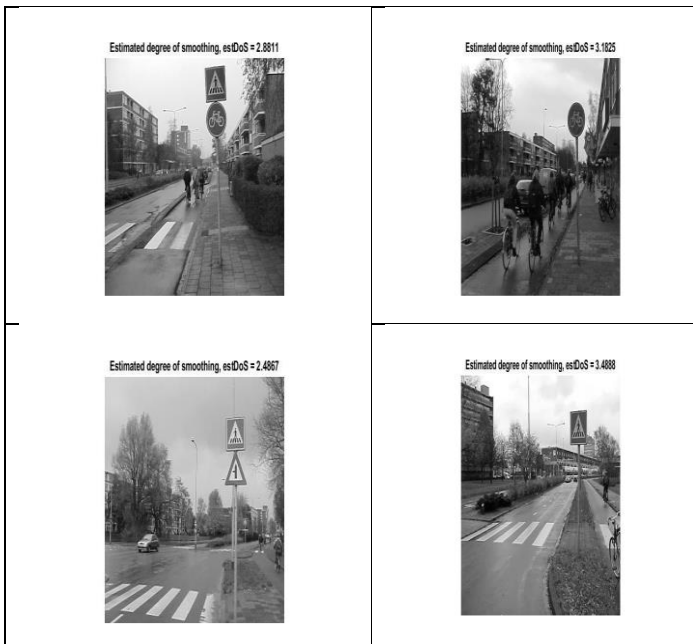 Estimated degree of smoothing, estDoS = 2.8811
Estimated degree of smoothing, estDoS = 3.1825
Estimated degree of smoothing, estDoS = 2.4867
Estimated degree of smoothing, estDoS = 3.4888